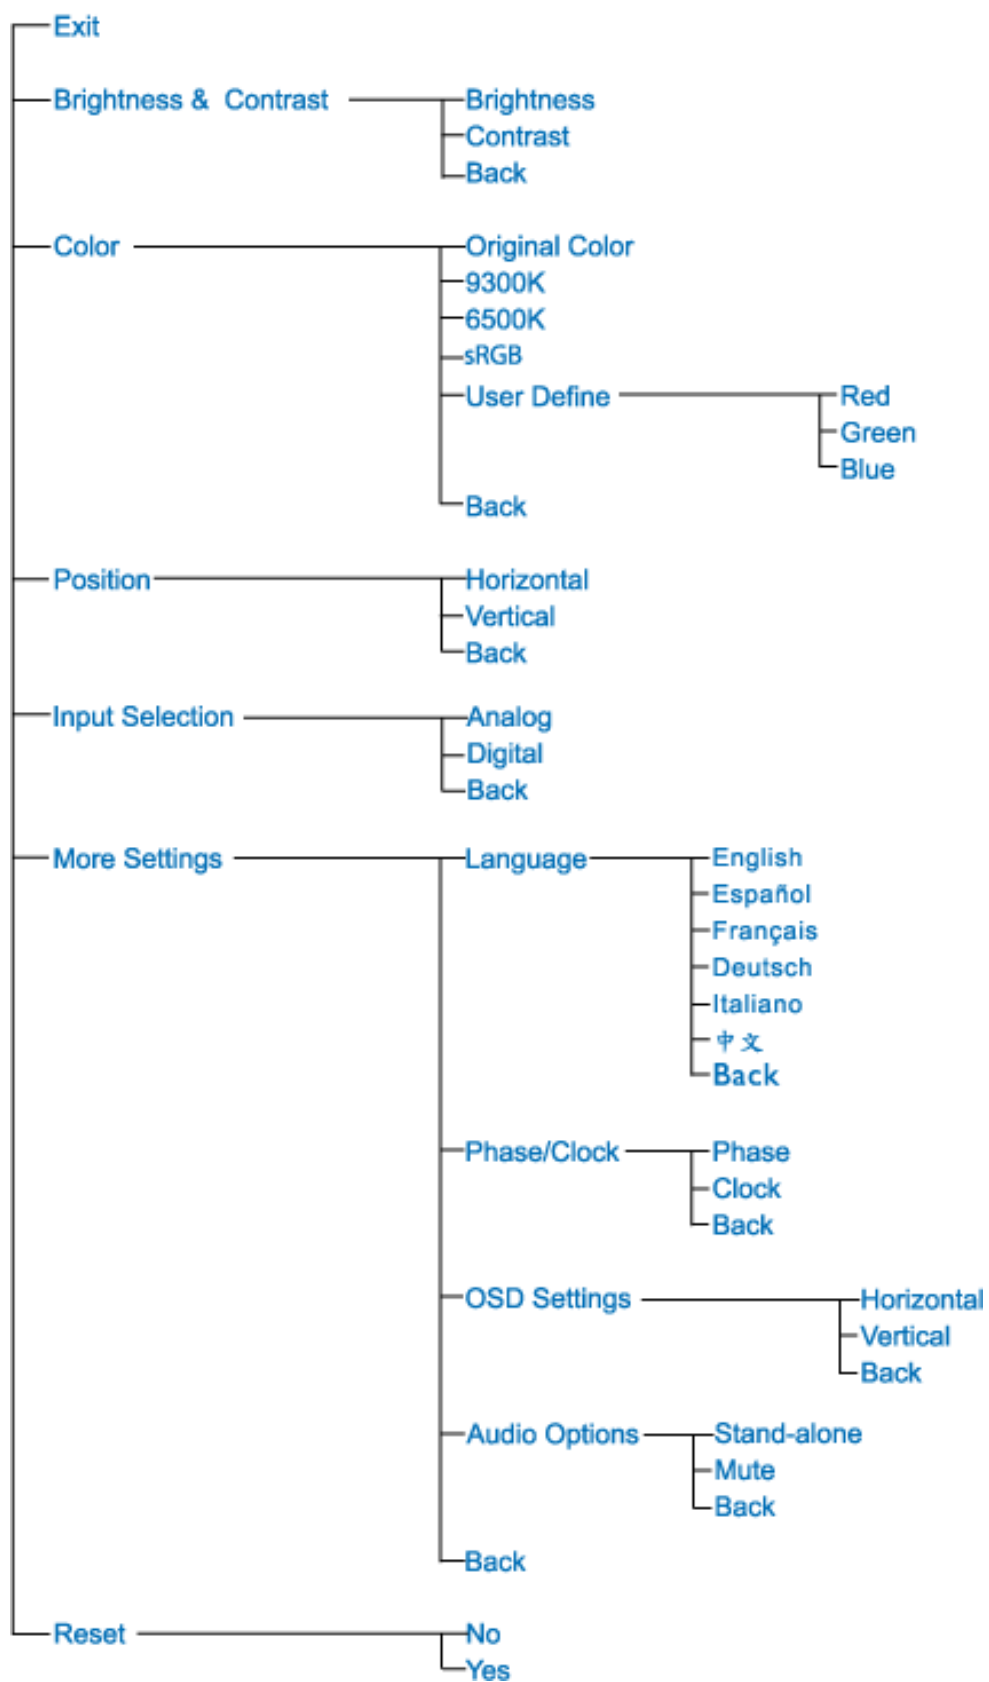 Exit
Brightness & Contrast Brightness
Contrast
Back
Color Original Color
9300K
6500K
sRGB
User Define Red
Green
Blue
Back
Position Horizontal
Vertical
Back
Input Selection Analog
Digital
Back
More Settings Language English
Español
Français
Deutsch
Italiano
中文
Back
Phase/Clock Phase
Clock
Back
OSD Settings Horizontal
Vertical
Back
Audio Options Stand-alone
Mute
Back
Back
Reset No
Yes